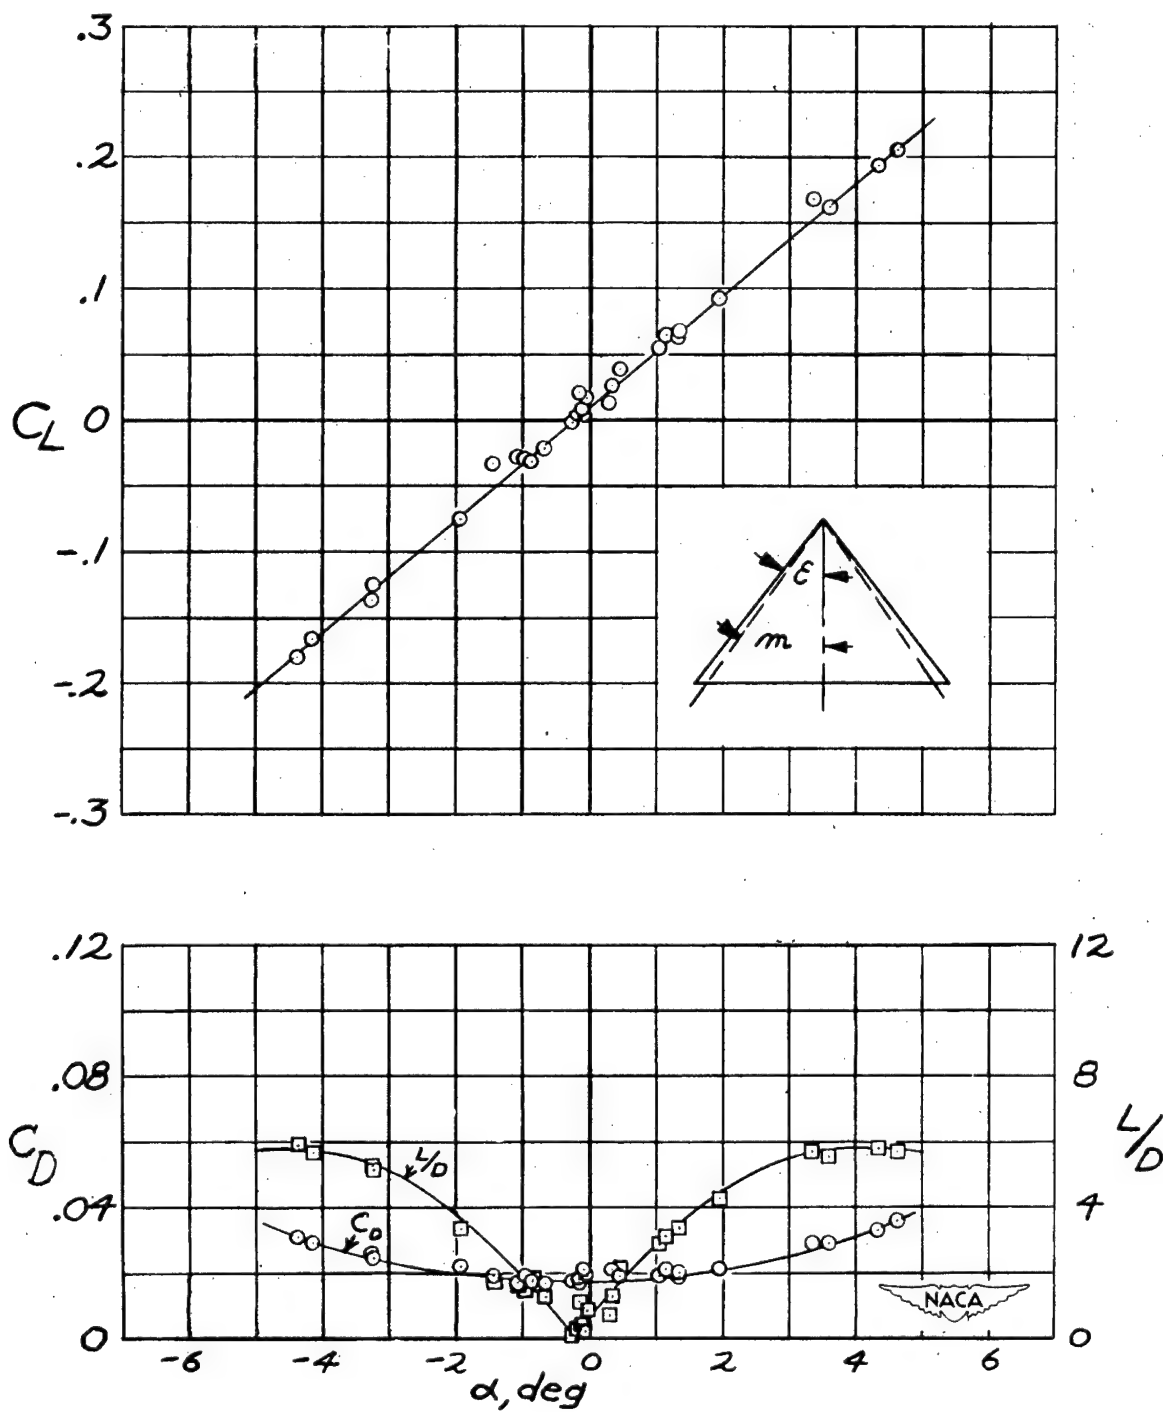 .3
.2
.1
C_L 0
-.1
-.2
-.3
ε
m
.12 12
.08 8
C_D L/D
.04 4
0 0
L/D
C_D
NACA
-6 -4 -2 0 2 4 6
α, deg